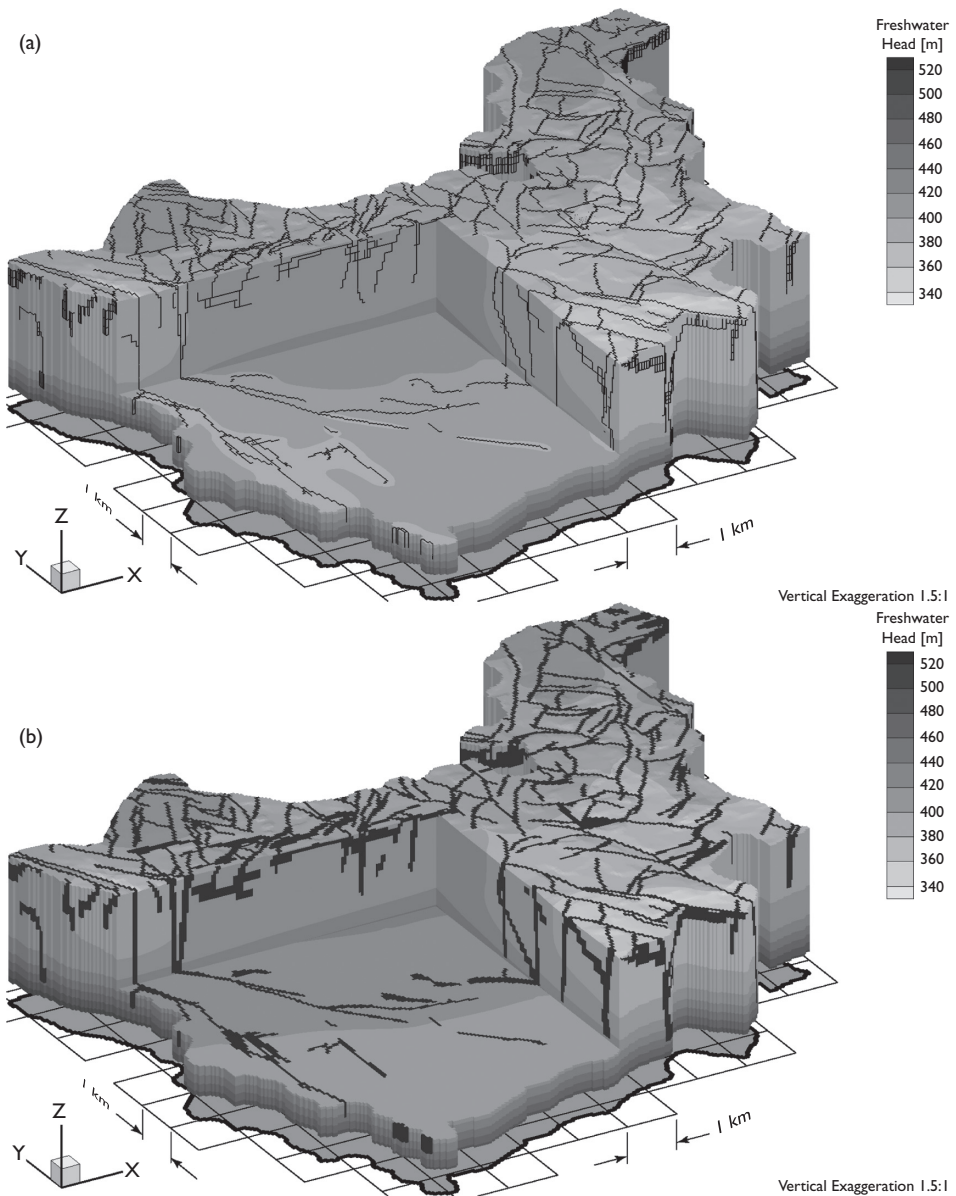 (a)
Freshwater
Head [m]
520
500
480
460
440
420
400
380
360
340
1 km
1 km
Z
Y
X
Vertical Exaggeration 1.5:1
(b)
Freshwater
Head [m]
520
500
480
460
440
420
400
380
360
340
1 km
1 km
Z
Y
X
Vertical Exaggeration 1.5:1